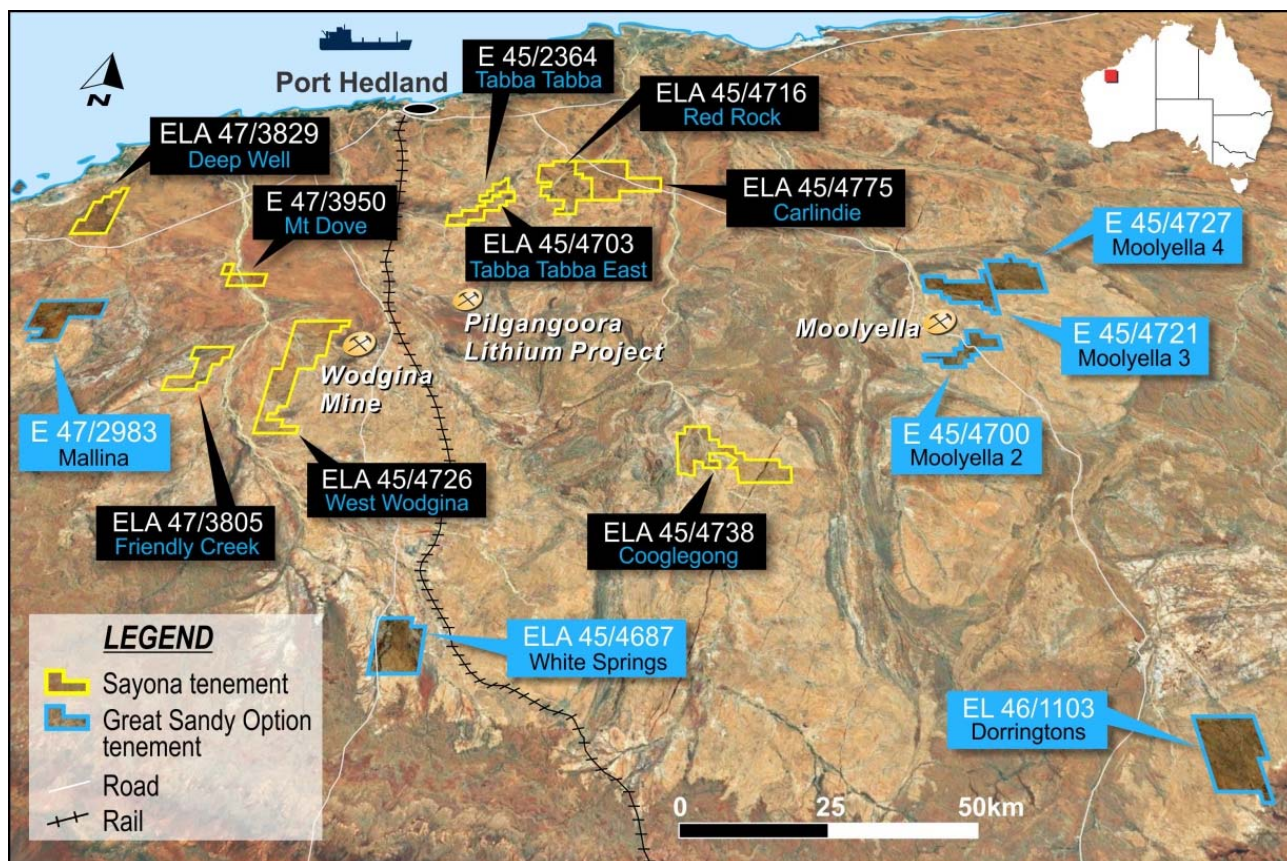 N
Port Hedland
E 45/2364
Tabba Tabba
ELA 45/4716
Red Rock
ELA 47/3829
Deep Well
E 47/3950
Mt Dove
ELA 45/4775
Carlindie
ELA 45/4703
Tabba Tabba East
E 45/4727
Moolyella 4
Pilgangoora
Lithium Project
Moolyella
E 45/4721
Moolyella 3
Wodgina
Mine
E 47/2983
Mallina
E 45/4700
Moolyella 2
ELA 45/4726
West Wodgina
ELA 47/3805
Friendly Creek
ELA 45/4738
Cooglegong
ELA 45/4687
White Springs
EL 46/1103
Dorringtons
LEGEND
Sayona tenement
Great Sandy Option
tenement
Road
Rail
0 25 50km